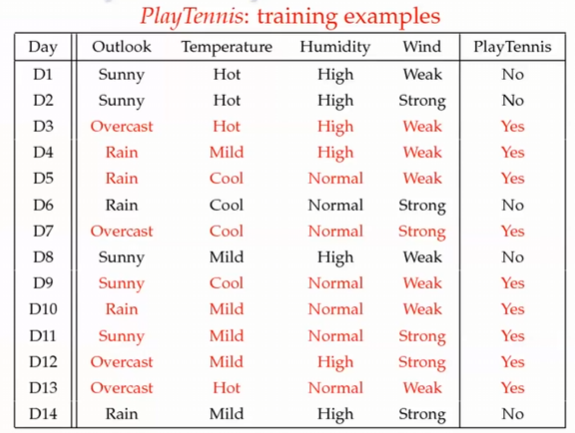 PlayTennis: training examples
Day Outlook Temperature Humidity Wind PlayTennis
D1 Sunny Hot High Weak No
D2 Sunny Hot High Strong No
D3 Overcast Hot High Weak Yes
D4 Rain Mild High Weak Yes
D5 Rain Cool Normal Weak Yes
D6 Rain Cool Normal Strong No
D7 Overcast Cool Normal Strong Yes
D8 Sunny Mild High Weak No
D9 Sunny Cool Normal Weak Yes
D10 Rain Mild Normal Weak Yes
D11 Sunny Mild Normal Strong Yes
D12 Overcast Mild High Strong Yes
D13 Overcast Hot Normal Weak Yes
D14 Rain Mild High Strong No